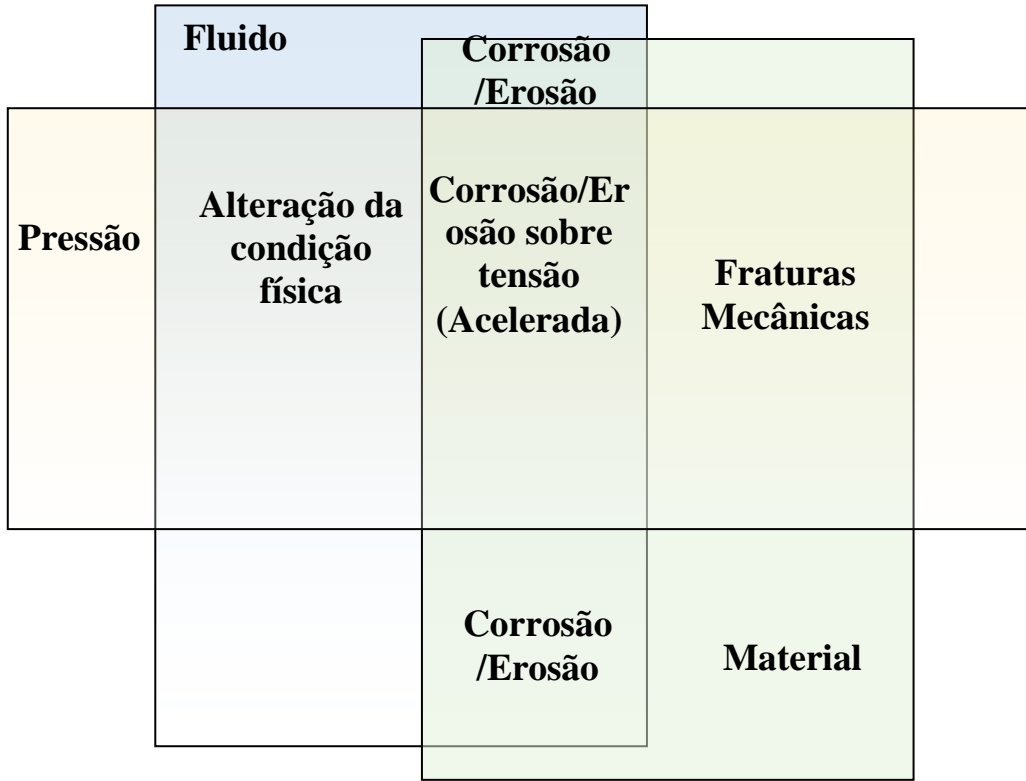 Fluido
Corrosão
/Erosão
Pressão
Alteração da
condição
física
Corrosão/Er
osão sobre
tensão
(Acelerada)
Fraturas
Mecânicas
Corrosão
/Erosão
Material